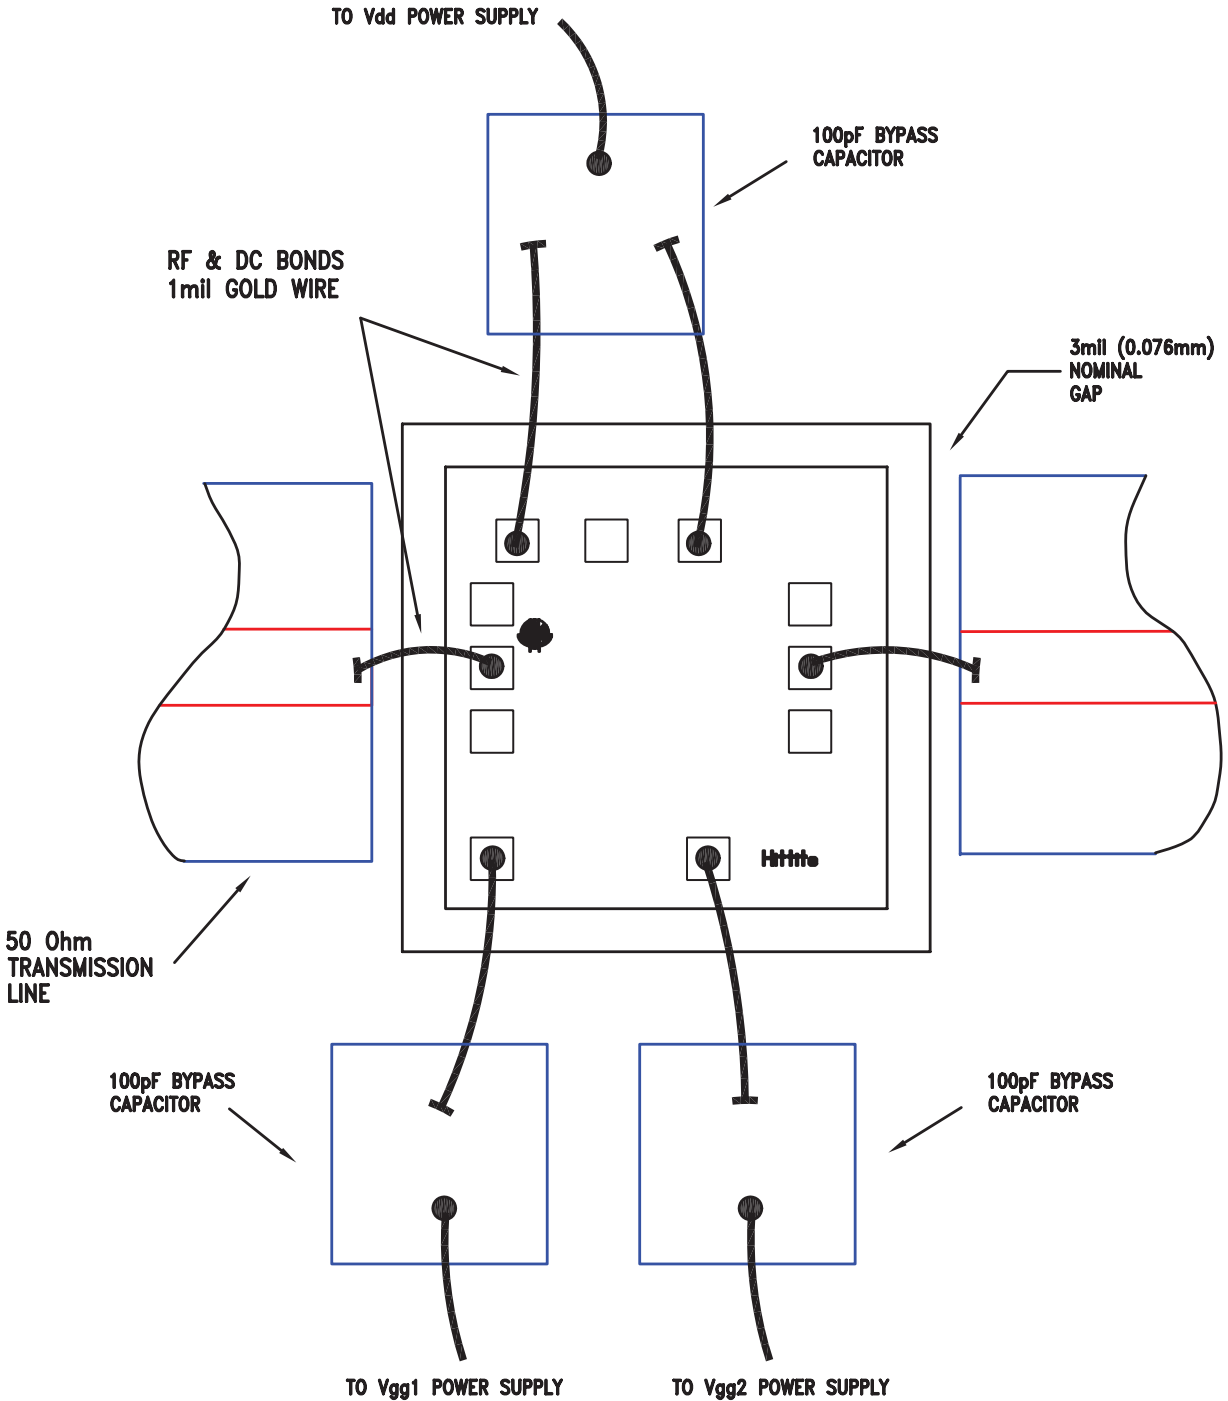 TO Vdd POWER SUPPLY
100pF BYPASS
CAPACITOR
RF & DC BONDS
1mil GOLD WIRE
3mil (0.076mm)
NOMINAL
GAP
Hittite
50 Ohm
TRANSMISSION
LINE
100pF BYPASS
CAPACITOR
100pF BYPASS
CAPACITOR
TO Vgg1 POWER SUPPLY
TO Vgg2 POWER SUPPLY